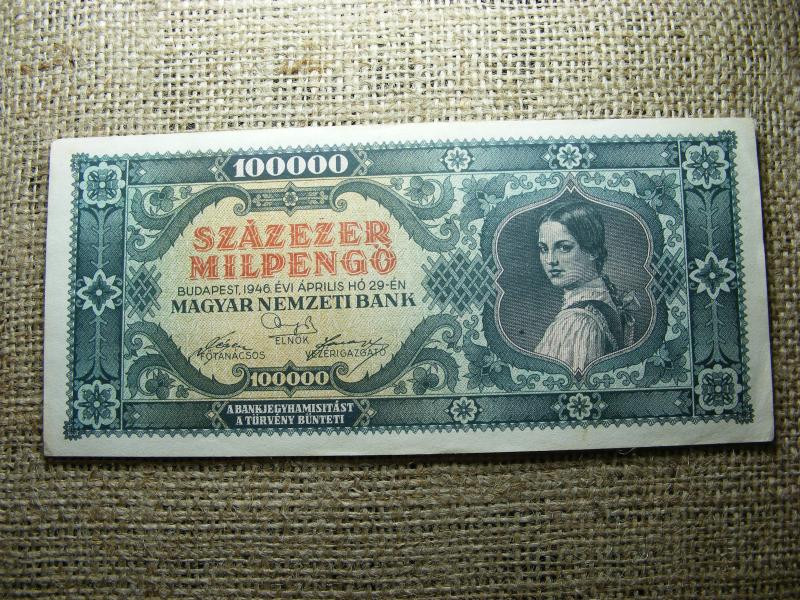 100000
SZÁZEZER
MILPENGŐ
BUDAPEST, 1946. ÉVI ÁPRILIS HÓ 29-ÉN
MAGYAR NEMZETI BANK
ELNÖK
FŐTANÁCSOS VEZÉRIGAZGATÓ
100000
A BANKJEGYHAMISITÁST
A TÖRVÉNY BÜNTETI